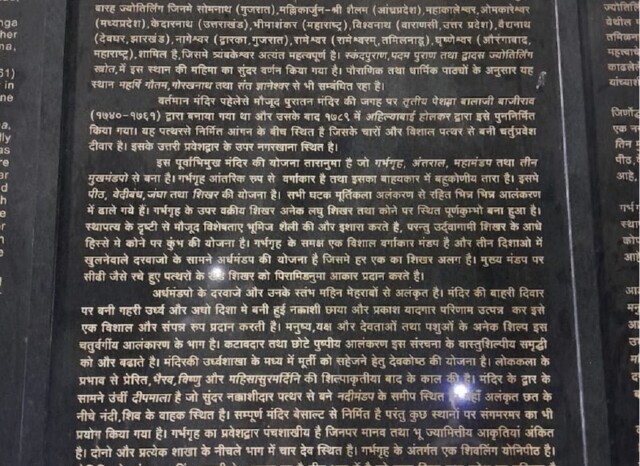 बारह ज्योतिर्लिंग जिनमे सोमनाथ (गुजरात),मल्लिकार्जुन-श्री शैलम (आंध्रप्रदेश),महाकालेश्वर,ओमकारेश्वर
(मध्यप्रदेश),केदारनाथ (उत्तराखंड),भीमाशंकर (महाराष्ट्र),विश्वनाथ (वाराणसी,उत्तर प्रदेश),वैद्यनाथ
(देवघर,झारखंड), नागेश्वर (द्वारका,गुजरात), रामेश्वर (रामेश्वरम्,तमिलनाडू),घृष्णेश्वर (औरंगाबाद,
महाराष्ट्र),शामिल है,जिसमे त्र्यंबकेश्वर अत्यंत महत्वपूर्ण है। स्कंदपुराण,पदम पुराण तथा द्वादस ज्योतिर्लिंग
स्त्रोत,में इस स्थान की महिमा का सुंदर वर्णन किया गया है। पौराणिक तथा धार्मिक पाठ्यों के अनुसार यह
स्थान महर्षि गौतम,गोरखनाथ तथा संत ज्ञानेश्वर से भी सम्बंधित रहा है।
वर्तमान मंदिर पहेलेसे मौजूद पुरातन मंदिर की जगह पर तृतीय पेशवा बालाजी बाजीराव
(१७४०-१७६१) द्वारा बनाया गया था और उसके बाद १७८९ में अहिल्याबाई होलकर द्वारा इसे पुननिर्मित
किया गया। यह पत्थरसे निर्मित आंगन के बीच स्थित है जिसके चारों और विशाल पत्थर से बनी चतुर्प्रवेश
दीवार है। इसके उत्तरी प्रवेशद्वार के उपर नगरखाना स्थित है।
इस पूर्वाभिमुख मंदिर की योजना तारानुमा है जो गर्भगृह, अंतराल, महामंडप तथा तीन
मुखमंडपो से बना है। गर्भगृह आंतरिक रुप से वर्गाकार है तथा इसका बाहयकार में बहुकोणीय तारा है। इसमे
पीठ, वेदीबंध,जंघा तथा शिखर की योजना है। सभी घटक मूर्तिकला अलंकरण से रहित भिन्न भिन्न आलंकरण
में ढाले गये हैं। गर्भगृह के उपर वक्रीय शिखर अनेक लघु शिखर तथा कोने पर स्थित पूर्णकुम्भो बना हुआ है।
स्थापत्य के दृष्टी से मौजूद विशेषताए भूमिज शैली की और इशारा करते है, परन्तु उर्द्वागामी शिखर के आधे
हिस्से मे कोने पर कुंभ की योजना है। गर्भगृह के समक्ष एक विशाल वर्गाकार मंडप है और तीन दिशाओ में
खुलनेवाले दरवाजो के सामने अर्धमंडप की योजना है जिसमे हर एक का शिखर अलग है। मुख्य मंडप पर
सीढी जैसे रचे हुए पत्थरों के शिखर को पिरामिडनुमा आकार प्रदान करते है।
अर्धमंडपो के दरवाजे और उनके स्तंभ महिन मेहराबों से अलंकृत है। मंदिर की बाहरी दिवार
पर बनी गहरी उर्ध्व और अधो दिशा मे बनी हुई नक्काशी छाया और प्रकाश यादगार परिणाम उत्पन्न कर इसे
एक विशाल और संपन्न रुप प्रदान करती है। मनुष्य,यक्ष और देवताओं तथा पशुओं के अनेक शिल्प इस
चतुर्वर्गीय आलंकारण के भाग है। कटावदार तथा छोटे पुष्पीय आलंकरण इस संरचना के वास्तुशिल्पीय समृद्धी
को और बढाते है। मंदिरकी उर्ध्वशाखा के मध्य में मूर्ती को सहेजने हेतु देवकोष्ठ की योजना है। लोककला के
प्रभाव से प्रेरित, भैरव,विष्णु और महिसासुरमर्दिनि की शिल्पाकृतीया बाद के काल की है। मंदिर के द्वार के
सामने उंची दीपमाला है जो सुंदर नक्काशीदार पत्थर से बने नदीमंडप के समीप स्थित है। अलंकृत छत के
नीचे नंदी,शिव के वाहक स्थित है। सम्पूर्ण मंदिर बेसाल्ट से निर्मित है परंतु कुछ स्थानों पर संगमरमर का भी
प्रयोग किया गया है। गर्भगृह का प्रवेशद्वार पंचशाखीय है जिनपर मानव तथा भू ज्यामितीय आकृतियां अंकित
है। दोनो और प्रत्येक शाखा के नीचले भाग में चार देव स्थित है। गर्भगृह के अंतर्गत एक शिवलिंग योनिपीठ है।